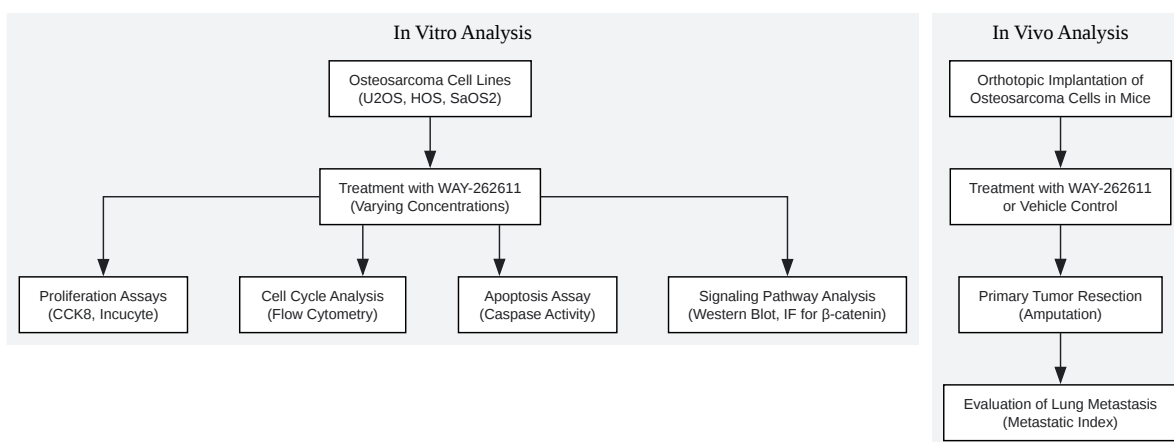 In Vitro Analysis
Osteosarcoma Cell Lines
(U2OS, HOS, SaOS2)
Treatment with WAY-262611
(Varying Concentrations)
Proliferation Assays
(CCK8, Incucyte)
Cell Cycle Analysis
(Flow Cytometry)
Apoptosis Assay
(Caspase Activity)
Signaling Pathway Analysis
(Western Blot, IF for β-catenin)
In Vivo Analysis
Orthotopic Implantation of
Osteosarcoma Cells in Mice
Treatment with WAY-262611
or Vehicle Control
Primary Tumor Resection
(Amputation)
Evaluation of Lung Metastasis
(Metastatic Index)